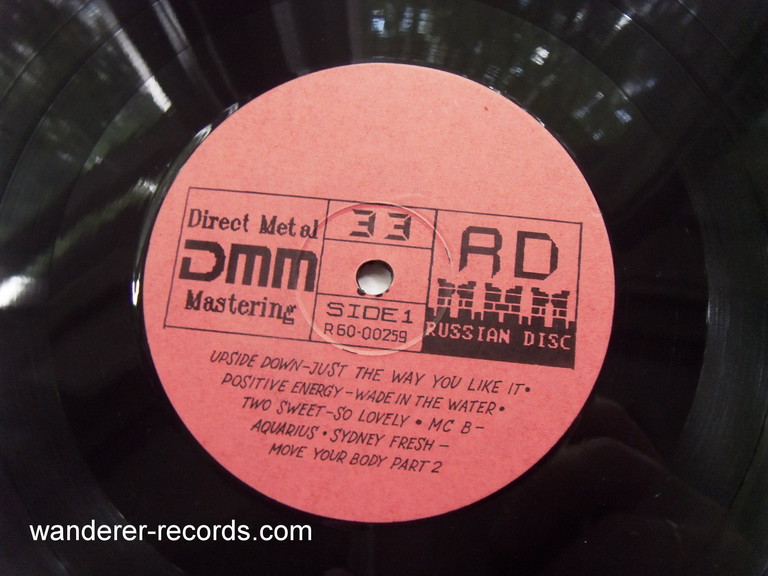 Direct Metal
DMM
Mastering
33
SIDE 1
R60-00259
RD
RUSSIAN DISC
UPSIDE DOWN-JUST THE WAY YOU LIKE IT•
POSITIVE ENERGY-WADE IN THE WATER•
TWO SWEET-SO LOVELY • MC B-
AQUARIUS • SYDNEY FRESH-
MOVE YOUR BODY PART 2
wanderer-records.com